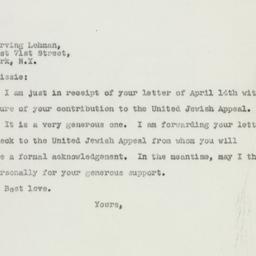 rving Lehman,
st 71st Street,
rk, N.Y.
issie:
I am just in receipt of your letter of April 14th wit
ure of your contribution to the United Jewish Appeal.
It is a very generous one. I am forwarding your lett
eck to the United Jewish Appeal from whom you will
e a formal acknowledgement. In the meantime, may I th
ersonally for your generous support.
Best love.
Yours,